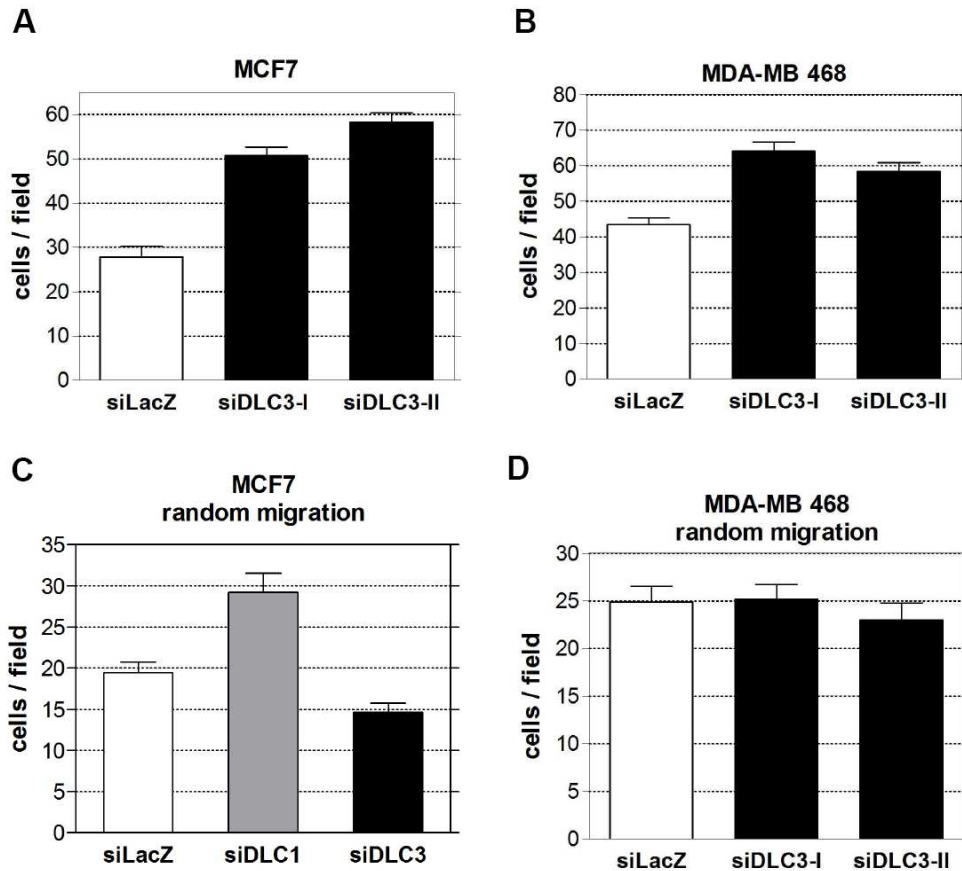 A
MCF7
cells / field
60
50
40
30
20
10
0
siLacZ siDLC3-I siDLC3-II
B
MDA-MB 468
cells / field
80
70
60
50
40
30
20
10
0
siLacZ siDLC3-I siDLC3-II
C
MCF7
random migration
cells / field
35
30
25
20
15
10
5
0
siLacZ siDLC1 siDLC3
D
MDA-MB 468
random migration
cells / field
30
25
20
15
10
5
0
siLacZ siDLC3-I siDLC3-II